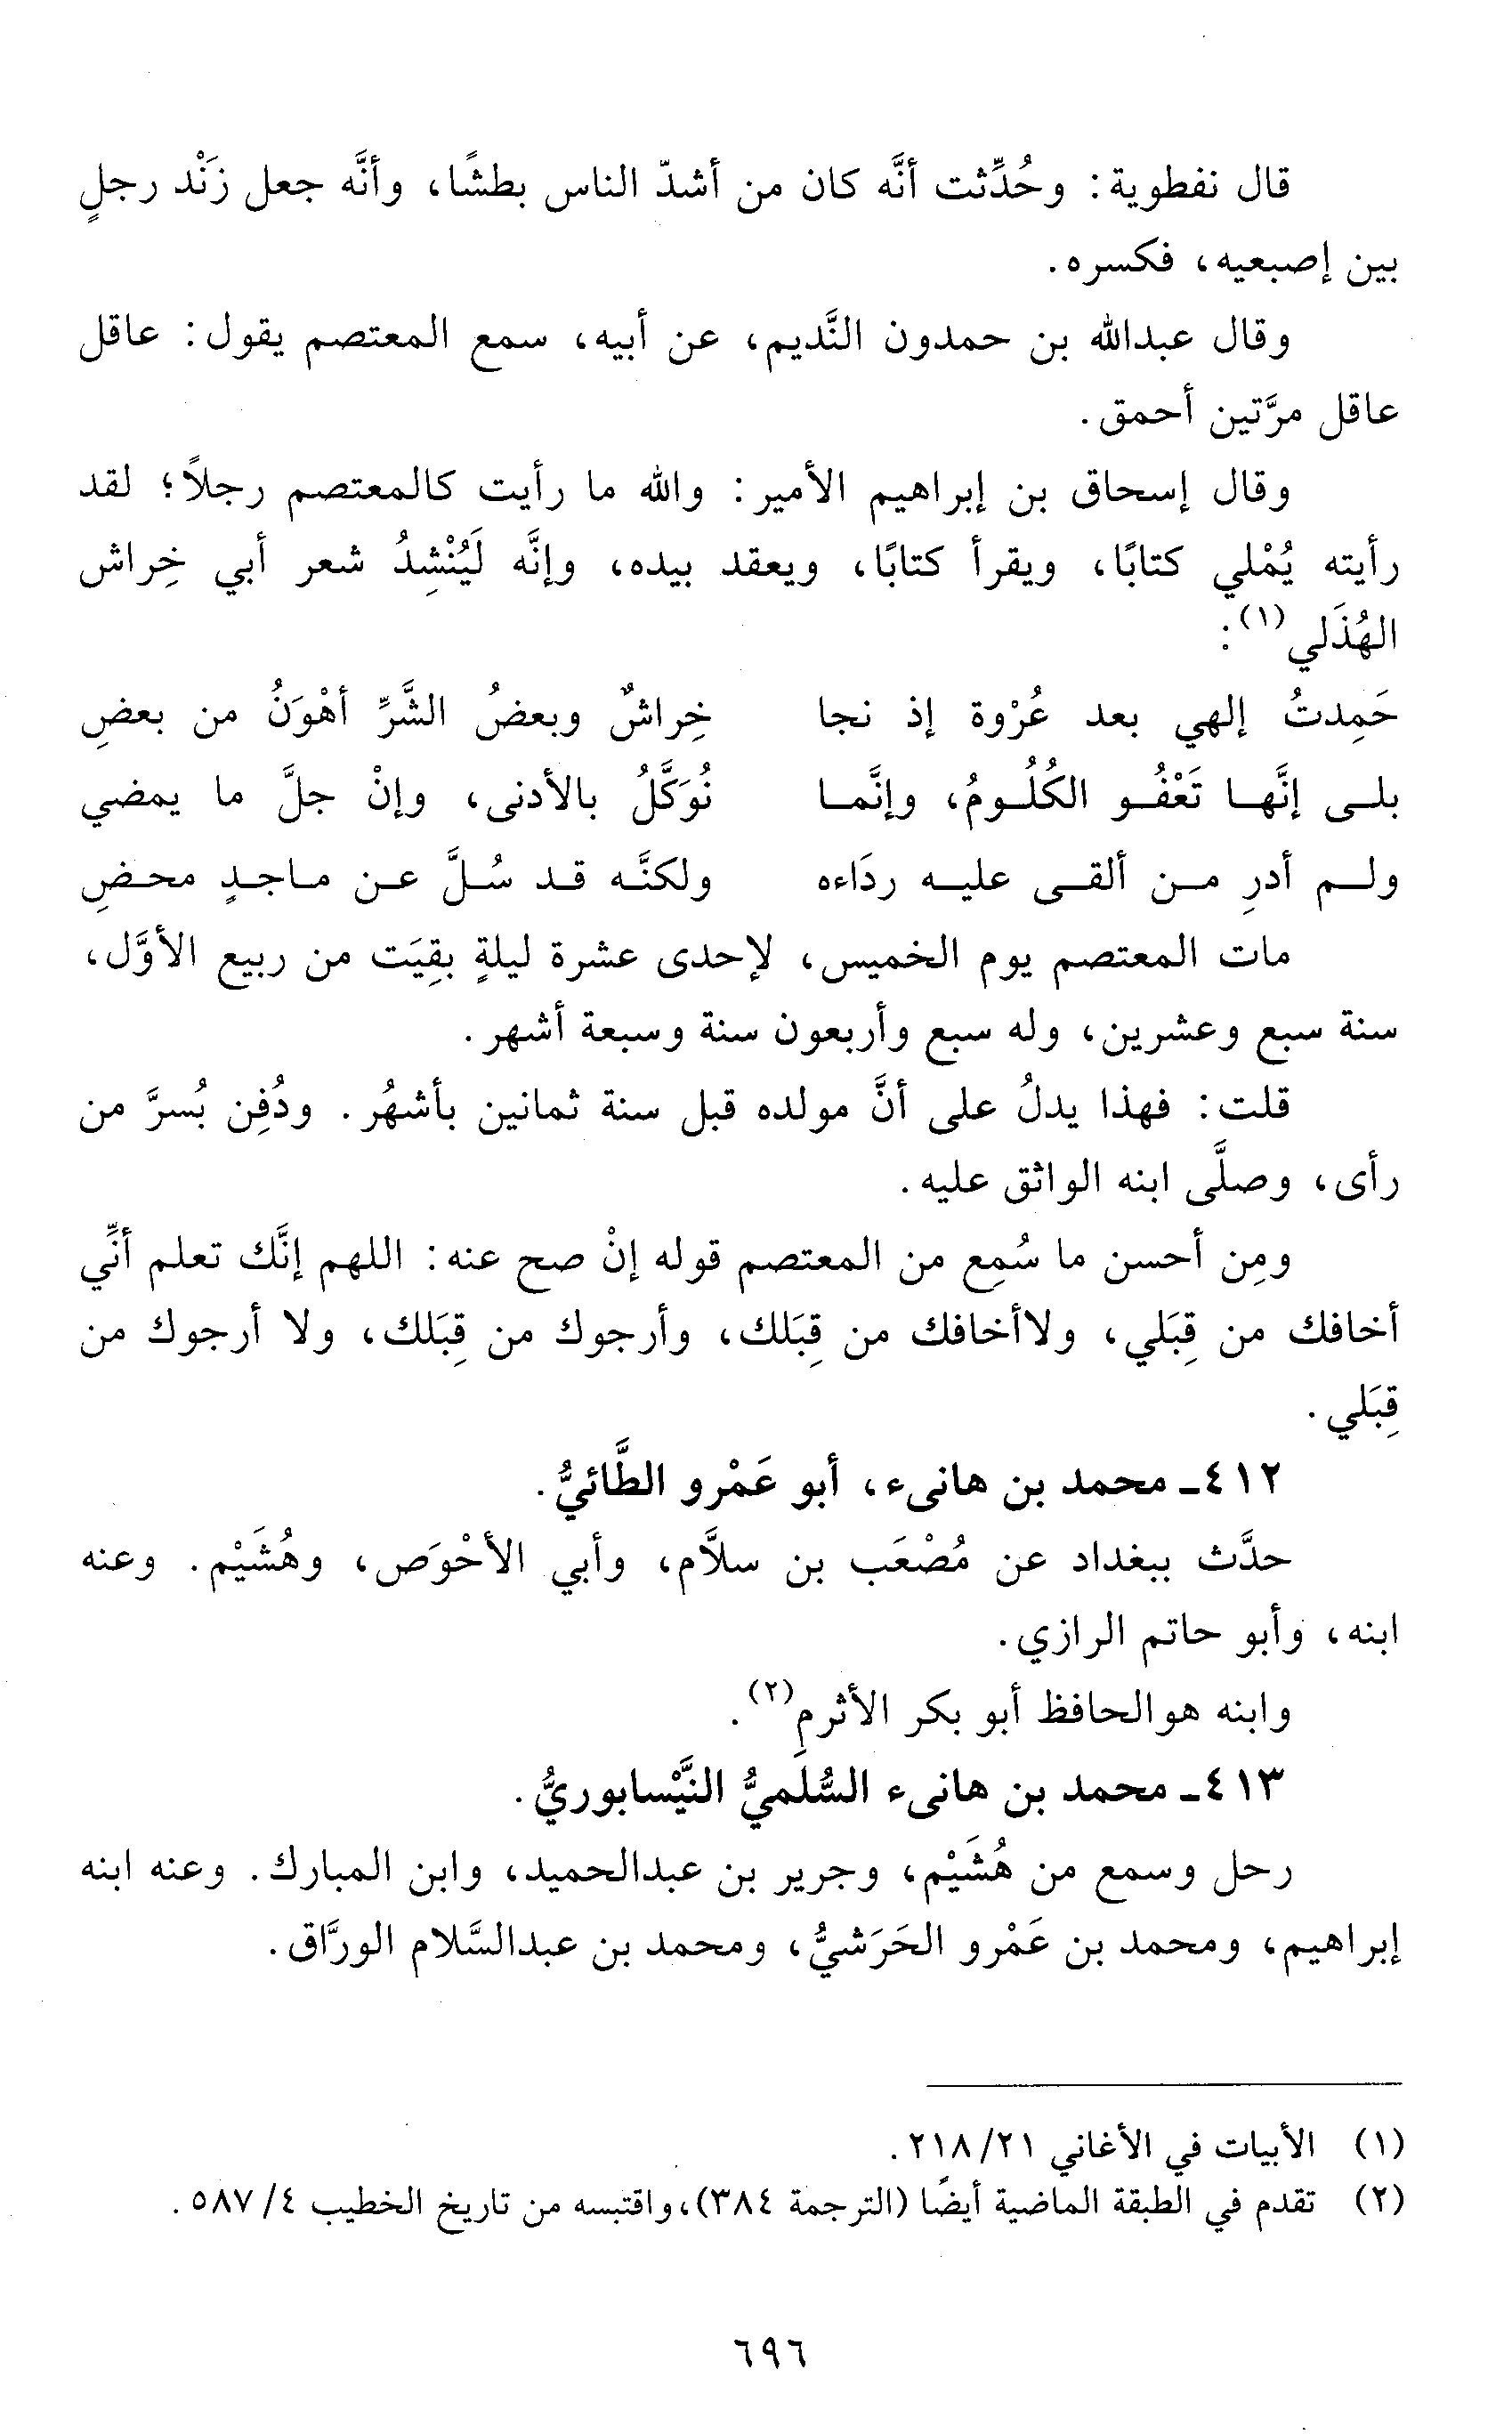 قال نفطوية: وحُدِّثت أنَّه كان من أشدّ الناس بطشًا، وأنَّه جعل زَنْد رجلٍ
بين إصبعيه، فكسره.
وقال عبدالله بن حمدون النَّديم، عن أبيه، سمع المعتصم يقول: عاقل
عاقل مرَّتين أحمق.
وقال إسحاق بن إبراهيم الأمير: والله ما رأيت كالمعتصم رجلاً؛ لقد
رأيته يُمْلي كتابًا، ويقرأ كتابًا، ويعقد بيده، وإنَّه لَيُنْشِدُ شعر أبي خِراش
الهُذَلي(١):
حَمِدتُ إلهي بعد عُرْوة إذ نجا خِراشٌ وبعضُ الشَّرِّ أهْوَنُ من بعضِ
بلى إنَّها تَعْفُو الكُلُومُ، وإنَّما نُوَكَّلُ بالأدنى، وإنْ جلَّ ما يمضي
ولم أدرِ من ألقى عليه ردَاءه ولكنَّه قد سُلَّ عن ماجدٍ محضِ
مات المعتصم يوم الخميس، لإحدى عشرة ليلةٍ بقِيَت من ربيع الأوَّل،
سنة سبع وعشرين، وله سبع وأربعون سنة وسبعة أشهر.
قلت: فهذا يدلُ على أنَّ مولده قبل سنة ثمانين بأشهُر. ودُفِن بُسرَّ من
رأى، وصلَّى ابنه الواثق عليه.
ومِن أحسن ما سُمِع من المعتصم قوله إنْ صح عنه: اللهم إنَّك تعلم أنِّي
أخافك من قِبَلي، ولاأخافك من قِبَلك، وأرجوك من قِبَلك، ولا أرجوك من
قِبَلي.
٤١٢ـ محمد بن هانىء، أبو عَمْرو الطَّائيُّ.
حدَّث ببغداد عن مُصْعَب بن سلاَّم، وأبي الأحْوَص، وهُشَيْم. وعنه
ابنه، وأبو حاتم الرازي.
وابنه هوالحافظ أبو بكر الأثرم(٢).
٤١٣ـ محمد بن هانىء السُّلَميُّ النَّيْسابوريُّ.
رحل وسمع من هُشَيْم، وجرير بن عبدالحميد، وابن المبارك. وعنه ابنه
إبراهيم، ومحمد بن عَمْرو الحَرَشيُّ، ومحمد بن عبدالسَّلام الورَّاق.
(١) الأبيات في الأغاني ٢١/ ٢١٨.
(٢) تقدم في الطبقة الماضية أيضًا (الترجمة ٣٨٤)، واقتبسه من تاريخ الخطيب ٤/ ٥٨٧.
٦٩٦